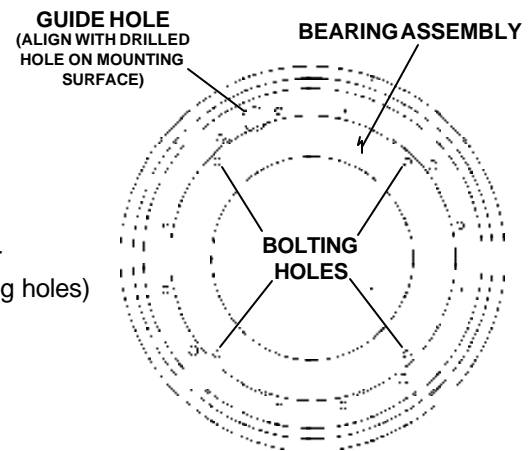 GUIDE HOLE
(ALIGN WITH DRILLED
HOLE ON MOUNTING
SURFACE)
BEARING ASSEMBLY
BOLTING
HOLES
g holes)